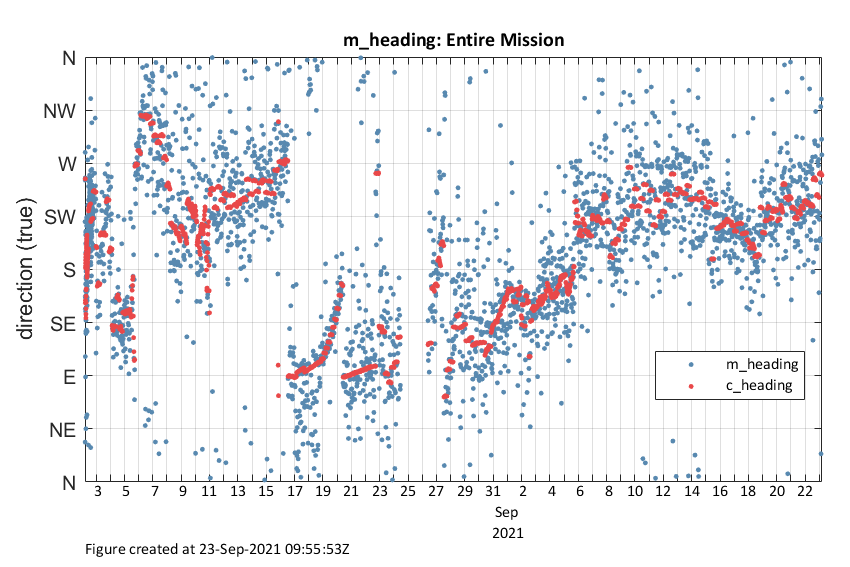 m_heading: Entire Mission
N
NW
W
SW
S
SE
E
NE
N
direction (true)
m_heading
c_heading
3 5 7 9 11 13 15 17 19 21 23 25 27 29 31 2 4 6 8 10 12 14 16 18 20 22
Sep
2021
Figure created at 23-Sep-2021 09:55:53Z